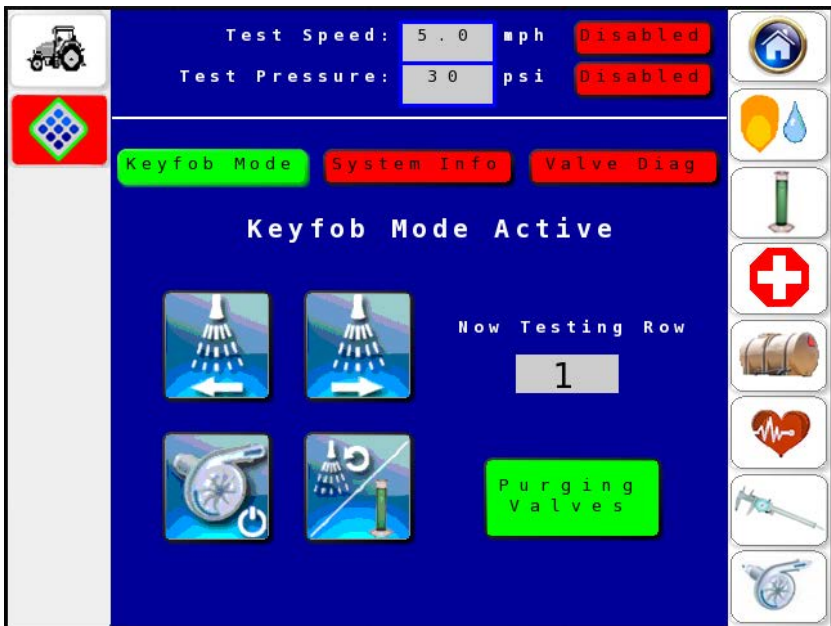 Test Speed: 5.0 mph Disabled
Test Pressure: 30 psi Disabled
Keyfob Mode System Info Valve Diag
Keyfob Mode Active
Now Testing Row
1
Purging
Valves